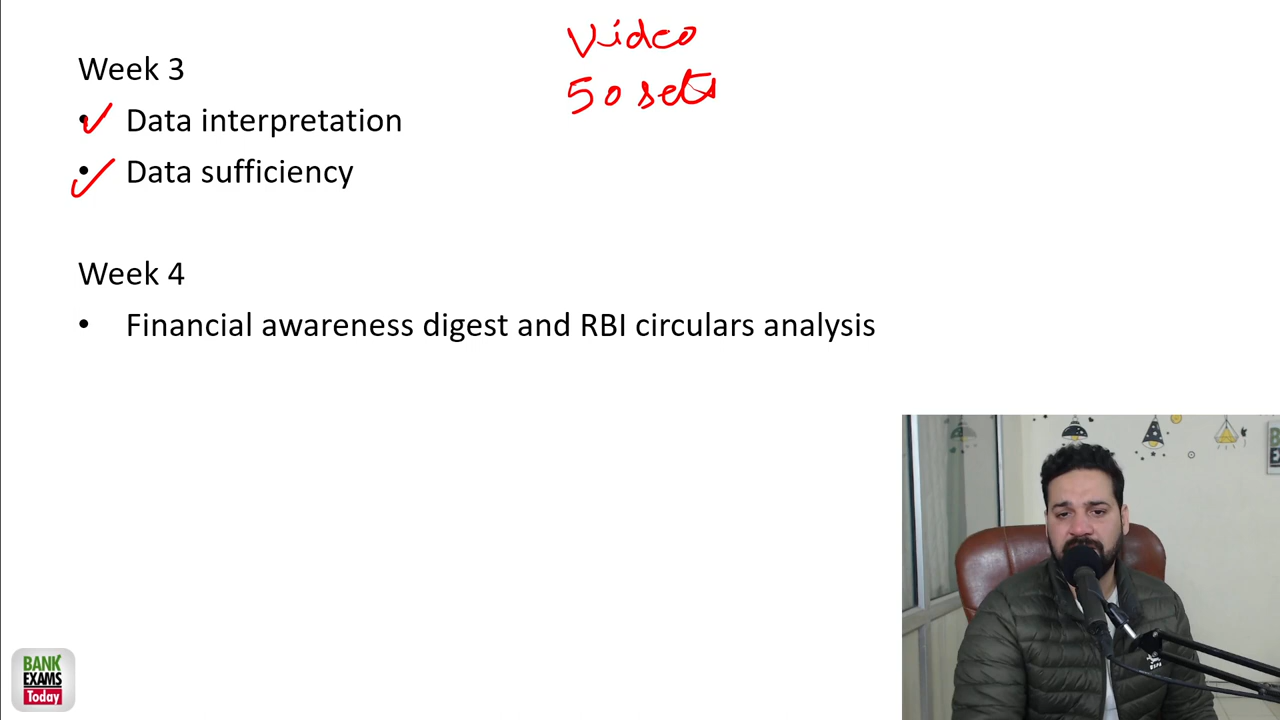 Video
50 sets
Week 3
• Data interpretation
• Data sufficiency
Week 4
• Financial awareness digest and RBI circulars analysis
BANK
EXAMS
Today